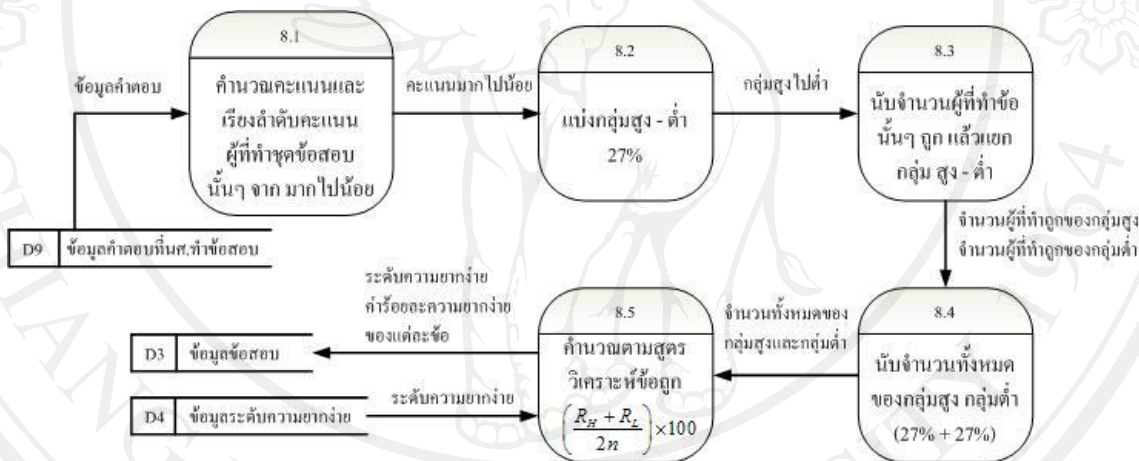 8.1
คำนวณคะแนนและ
เรียงลำดับคะแนน
ผู้ที่ทำชุดข้อสอบ
นั้นๆ จาก มากไปน้อย
ข้อมูลคำตอบ
คะแนนมากไปน้อย
8.2
แบ่งกลุ่มสูง - ต่ำ
27%
กลุ่มสูงไปต่ำ
8.3
นับจำนวนผู้ที่ทำข้อ
นั้นๆ ถูก แล้วแยก
กลุ่ม สูง - ต่ำ
D9 ข้อมูลคำตอบที่นศ.ทำข้อสอบ
จำนวนผู้ที่ทำถูกของกลุ่มสูง
จำนวนผู้ที่ทำถูกของกลุ่มต่ำ
ระดับความยากง่าย
ค่าร้อยละความยากง่าย
ของแต่ละข้อ
D3 ข้อมูลข้อสอบ
D4 ข้อมูลระดับความยากง่าย
ระดับความยากง่าย
8.5
คำนวณตามสูตร
วิเคราะห์ข้อถูก
(R_H + R_L / 2n) ×100
จำนวนทั้งหมดของ
กลุ่มสูงและกลุ่มต่ำ
8.4
นับจำนวนทั้งหมด
ของกลุ่มสูง กลุ่มต่ำ
(27% + 27%)
1964